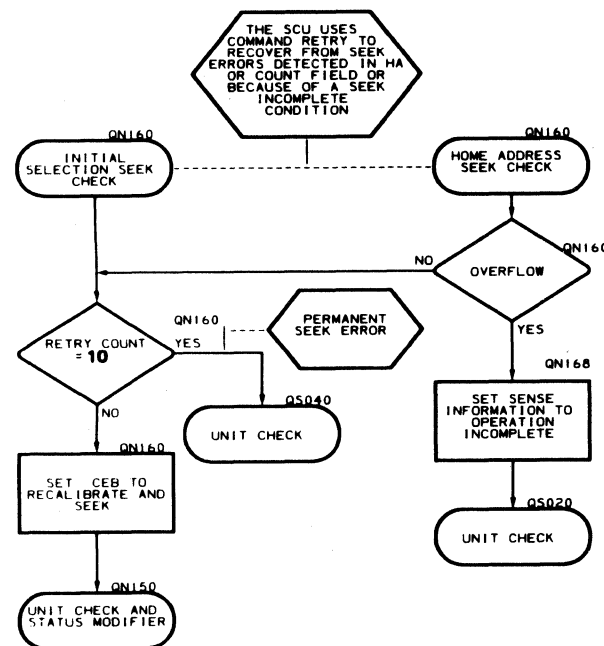 THE SCU USES
COMMAND RETRY TO
RECOVER FROM SEEK
ERRORS DETECTED IN HA
OR COUNT FIELD OR
BECAUSE OF A SEEK
INCOMPLETE
CONDITION
QN160
INITIAL
SELECTION SEEK
CHECK
QN160
HOME ADDRESS
SEEK CHECK
QN160
OVERFLOW
NO
YES
QN160
PERMANENT
SEEK ERROR
RETRY COUNT
= 10
YES
NO
QS040
UNIT CHECK
QN168
SET SENSE
INFORMATION TO
OPERATION
INCOMPLETE
QN160
SET CEB TO
RECALIBRATE AND
SEEK
QS020
UNIT CHECK
QN150
UNIT CHECK AND
STATUS MODIFIER